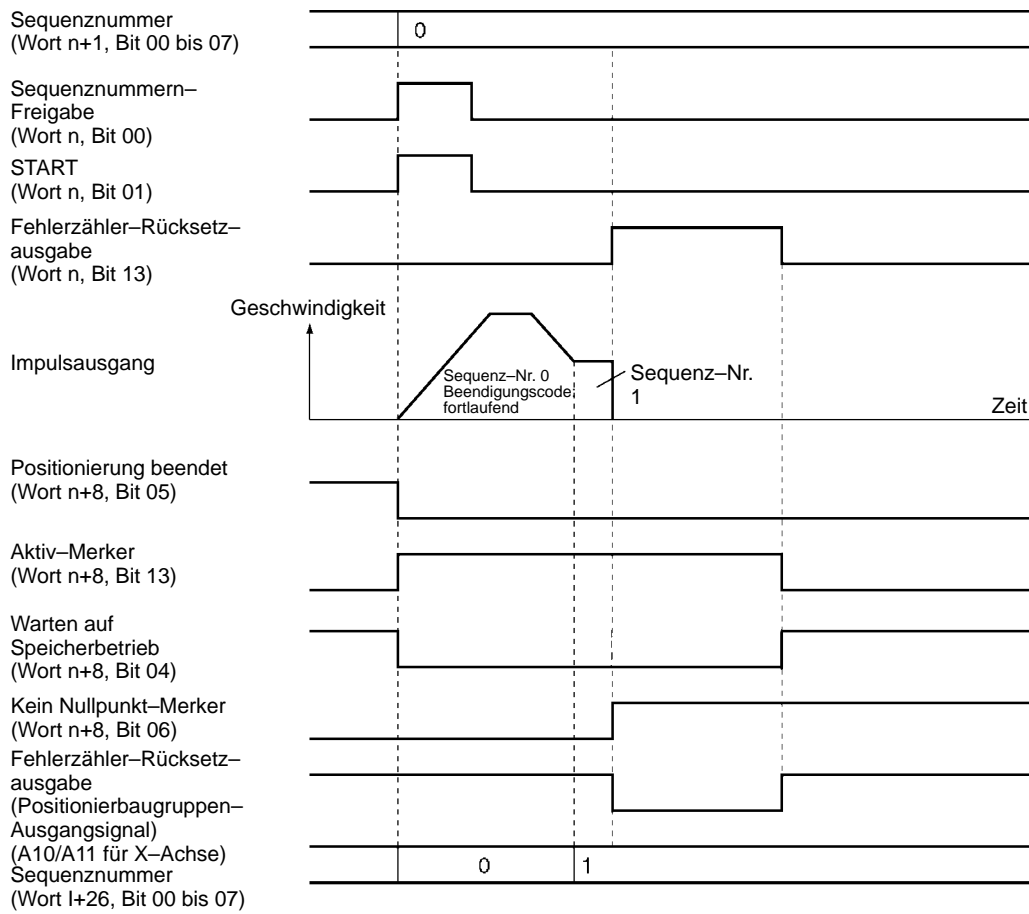 Sequenznummer
(Wort n+1, Bit 00 bis 07)
0
Sequenznummern–
Freigabe
(Wort n, Bit 00)
START
(Wort n, Bit 01)
Fehlerzähler–Rücksetz–
ausgabe
(Wort n, Bit 13)
Geschwindigkeit
Impulsausgang
Sequenz–Nr. 0
Beendigungscode:
fortlaufend
Sequenz–Nr.
1
Zeit
Positionierung beendet
(Wort n+8, Bit 05)
Aktiv–Merker
(Wort n+8, Bit 13)
Warten auf
Speicherbetrieb
(Wort n+8, Bit 04)
Kein Nullpunkt–Merker
(Wort n+8, Bit 06)
Fehlerzähler–Rücksetz–
ausgabe
(Positionierbaugruppen–
Ausgangsignal)
(A10/A11 für X–Achse)
Sequenznummer
(Wort I+26, Bit 00 bis 07)
0 1